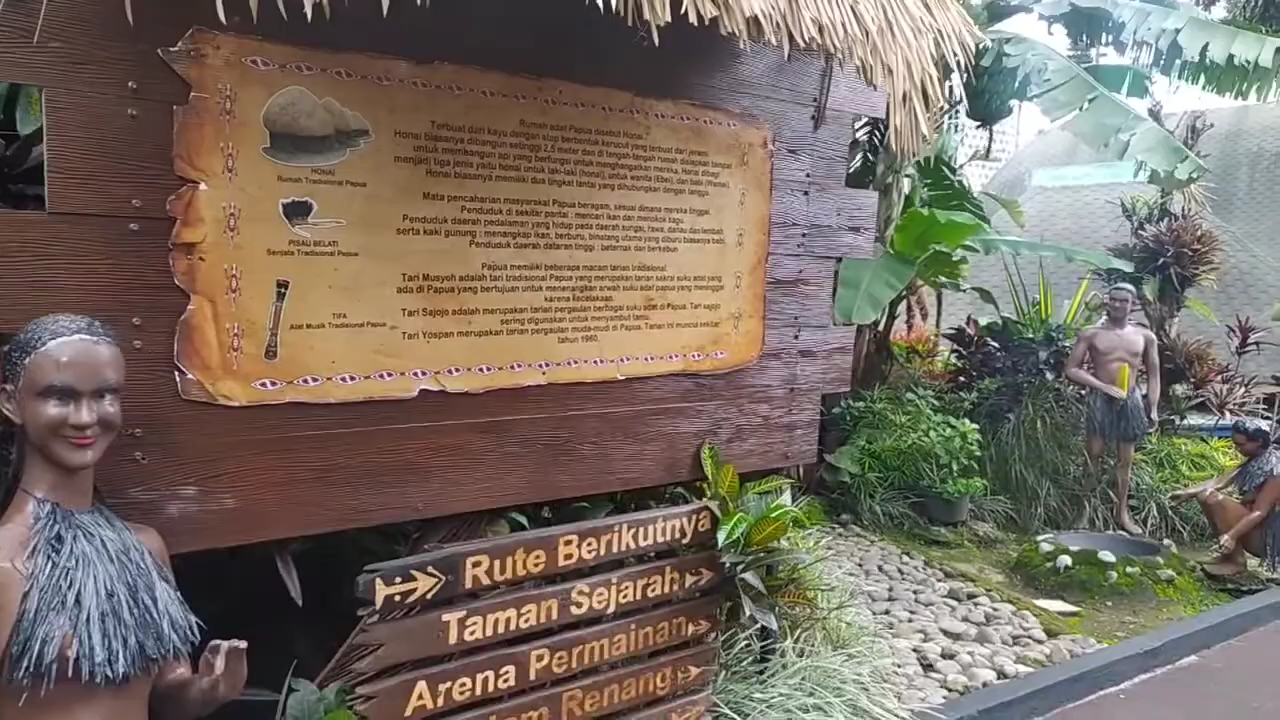 HONAI
Rumah Tradisional Papua
PISAU BELATI
Senjata Tradisional Papua
TIFA
Alat Musik Tradisional Papua
Rumah adat Papua disebut Honai.
Terbuat dari kayu dengan atap berbentuk kerucut yang terbuat dari jerami.
Honai biasanya dibangun setinggi 2,5 meter dan di tengah-tengah rumah disiapkan tempat
untuk membangun api yang berfungsi untuk menghangatkan mereka. Honai dibagi
menjadi tiga jenis yaitu honai untuk laki-laki (honai), untuk wanita (Ebei), dan babi (Wamai).
Honai biasanya memiliki dua tingkat lantai yang dihubungkan dengan tangga.
Mata pencaharian masyarakat Papua beragam, sesuai dimana mereka tinggal.
Penduduk di sekitar pantai : mencari ikan dan menokok sagu.
Penduduk daerah pedalaman yang hidup pada daerah sungai, rawa, danau dan lembah
serta kaki gunung : menangkap ikan, berburu, binatang utama yang diburu biasanya babi.
Penduduk daerah dataran tinggi : beternak dan berkebun
Papua memiliki beberapa macam tarian tradisional.
Tari Musyoh adalah tari tradisional Papua yang merupakan tarian sakral suku adat yang
ada di Papua yang bertujuan untuk menenangkan arwah suku adat papua yang meninggal
karena kecelakaan.
Tari Sajojo adalah merupakan tarian pergaulan berbagai suku adat di Papua. Tari sajojo
sering digunakan untuk menyambut tamu.
Tari Yospan merupakan tarian pergaulan muda-mudi di Papua. Tarian ini muncul sekitar
tahun 1960.
Rute Berikutnya
Taman Sejarah
Arena Permainan
Renang